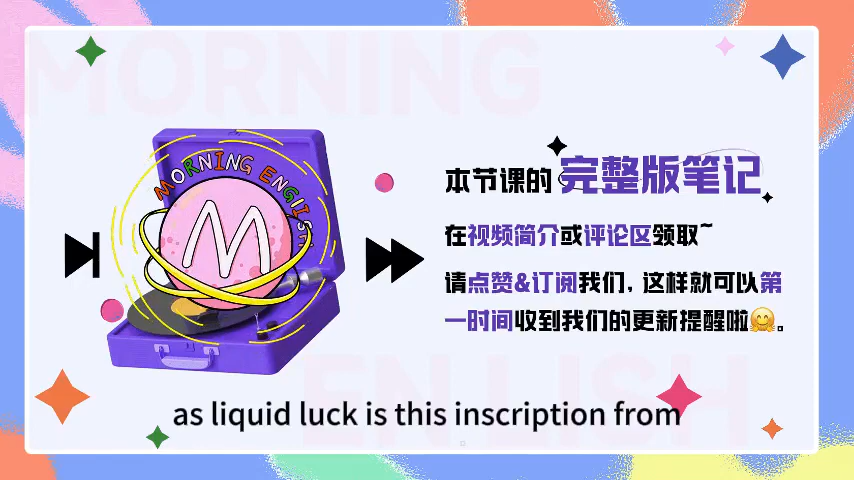 MORNING
MORNING ENGLISH
M
本节课的 完整版笔记
在视频简介或评论区领取~
请点赞&订阅我们, 这样就可以第
一时间收到我们的更新提醒啦🤗。
ENLISH
as liquid luck is this inscription from